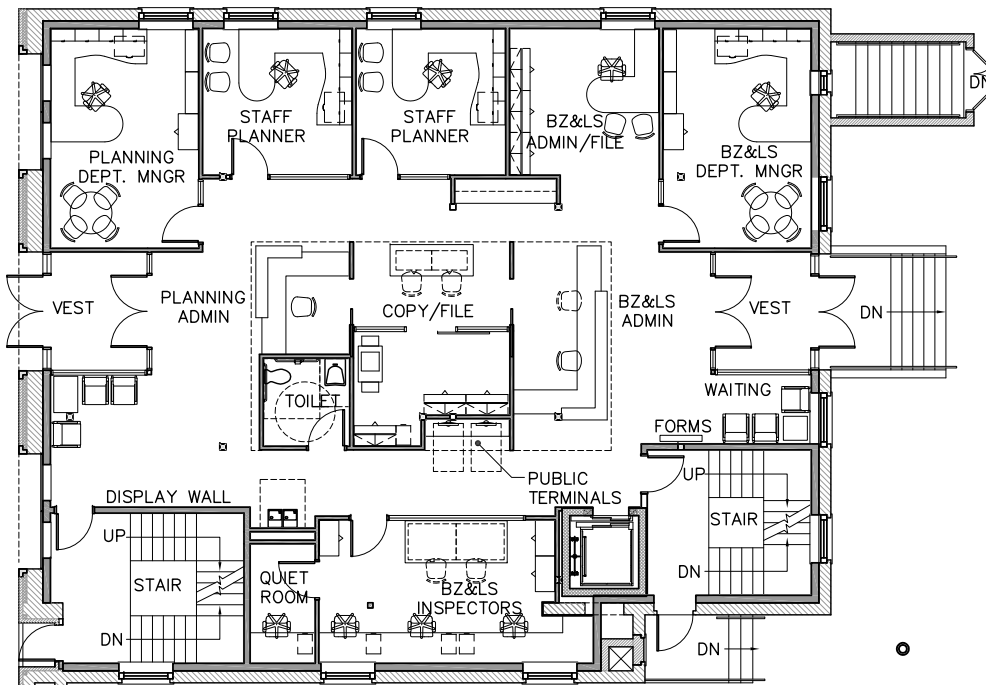 DN
STAFF
PLANNER
STAFF
PLANNER
BZ&LS
ADMIN/FILE
PLANNING
DEPT. MNGR
BZ&LS
DEPT. MNGR
VEST
PLANNING
ADMIN
COPY/FILE
BZ&LS
ADMIN
VEST
DN
TOILET
WAITING
FORMS
UP
PUBLIC
TERMINALS
DISPLAY WALL
STAIR
UP
STAIR
DN
QUIET
ROOM
BZ&LS
INSPECTORS
DN
DN